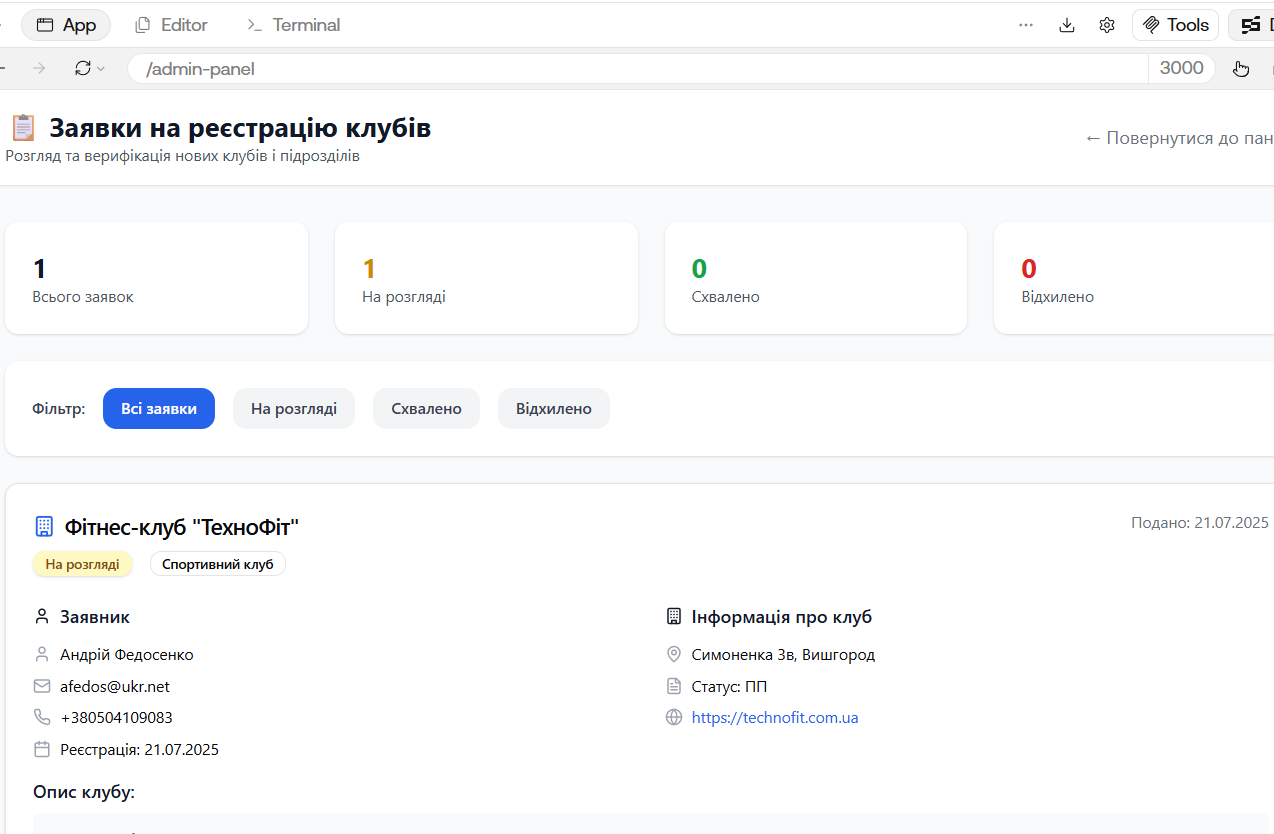 App Editor Terminal Tools
/admin-panel 3000
Заявки на реєстрацію клубів
Розгляд та верифікація нових клубів і підрозділів
← Повернутися до пан
1 1 0 0
Всього заявок На розгляді Схвалено Відхилено
Фільтр: Всі заявки На розгляді Схвалено Відхилено
Фітнес-клуб "ТехноФіт" Подано: 21.07.2025
На розгляді Спортивний клуб
Заявник
Андрій Федосенко
afedos@ukr.net
+380504109083
Реєстрація: 21.07.2025
Інформація про клуб
Симоненка 3в, Вишгород
Статус: ПП
https://technofit.com.ua
Опис клубу: